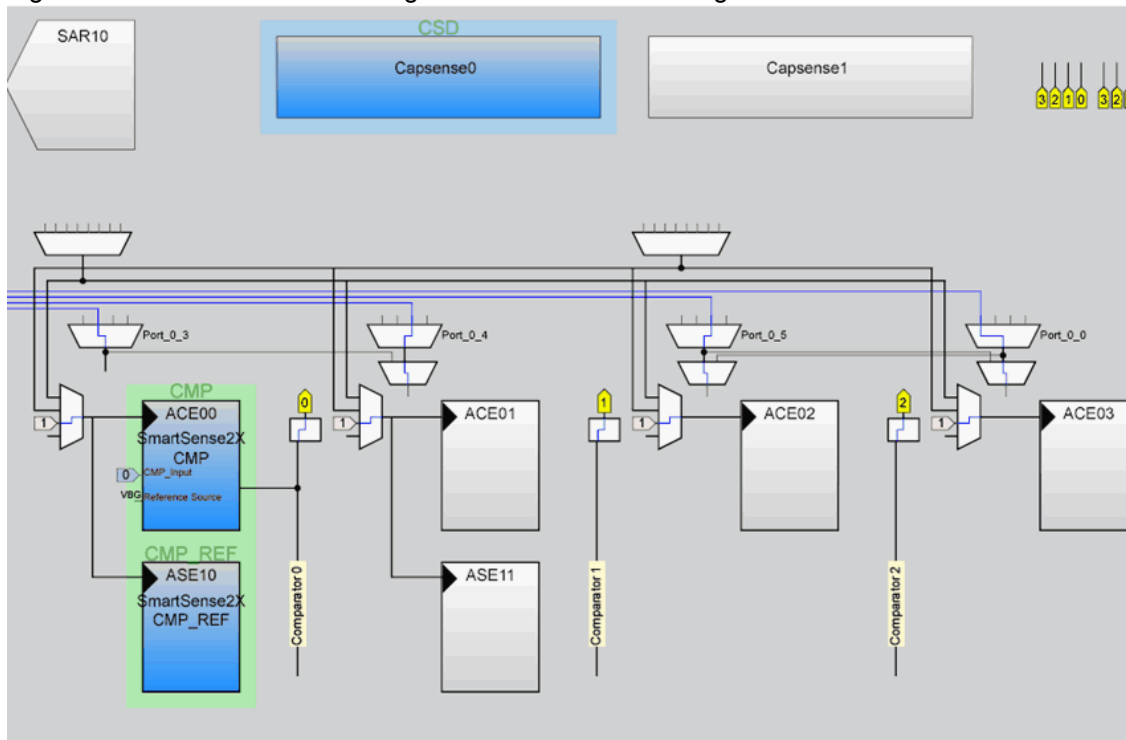 SAR10
CSD
Capsense0
Capsense1
3 2 1 0 3 2
Port_0_3
Port_0_4
Port_0_5
Port_0_0
CMP
ACE00
SmartSense2X
CMP
0 CMP_Input
VBG Reference Source
1
0
1
ACE01
1
1
ACE02
2
1
ACE03
CMP_REF
ASE10
SmartSense2X
CMP_REF
Comparator 0
ASE11
Comparator 1
Comparator 2